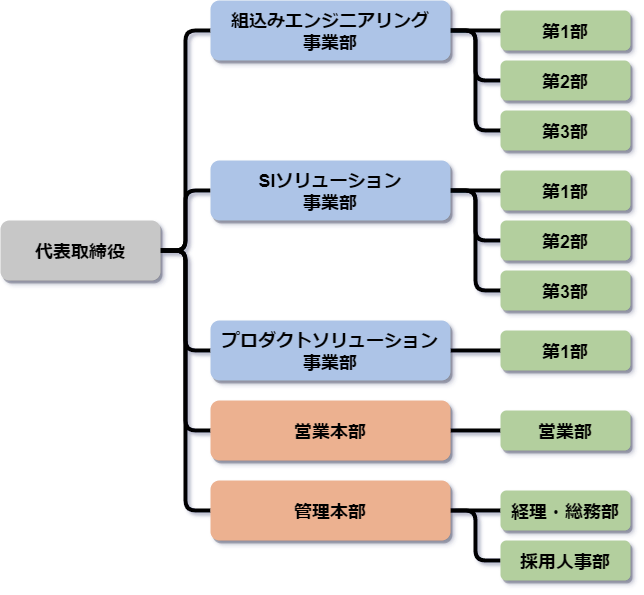 代表取締役
組込みエンジニアリング
事業部
第1部
第2部
第3部
SIソリューション
事業部
第1部
第2部
第3部
プロダクトソリューション
事業部
第1部
営業本部
営業部
管理本部
経理・総務部
採用人事部